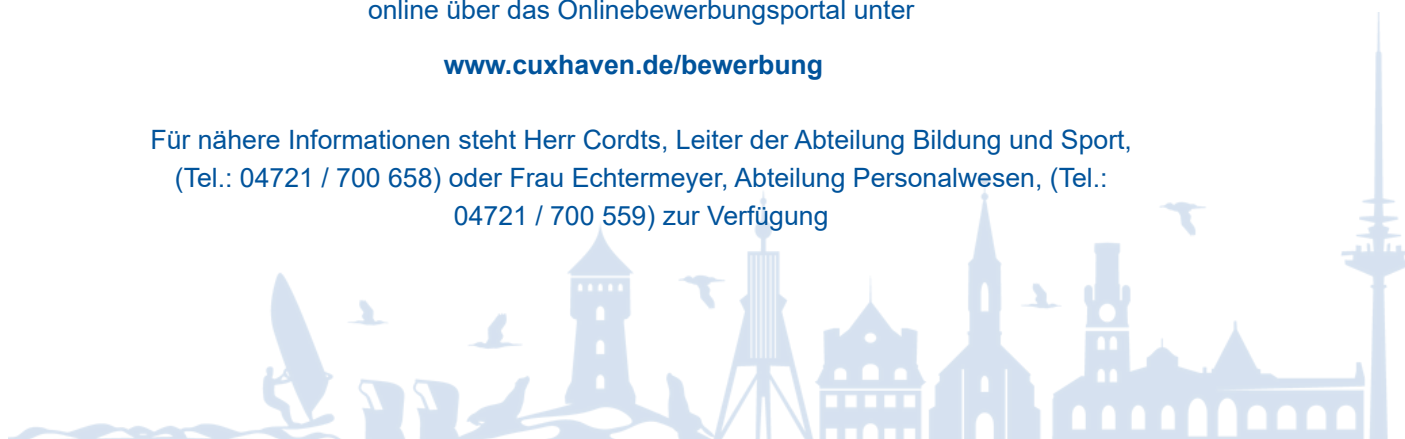 online über das Onlinebewerbungsportal unter
www.cuxhaven.de/bewerbung
Für nähere Informationen steht Herr Cordts, Leiter der Abteilung Bildung und Sport,
(Tel.: 04721 / 700 658) oder Frau Echtermeyer, Abteilung Personalwesen, (Tel.:
04721 / 700 559) zur Verfügung